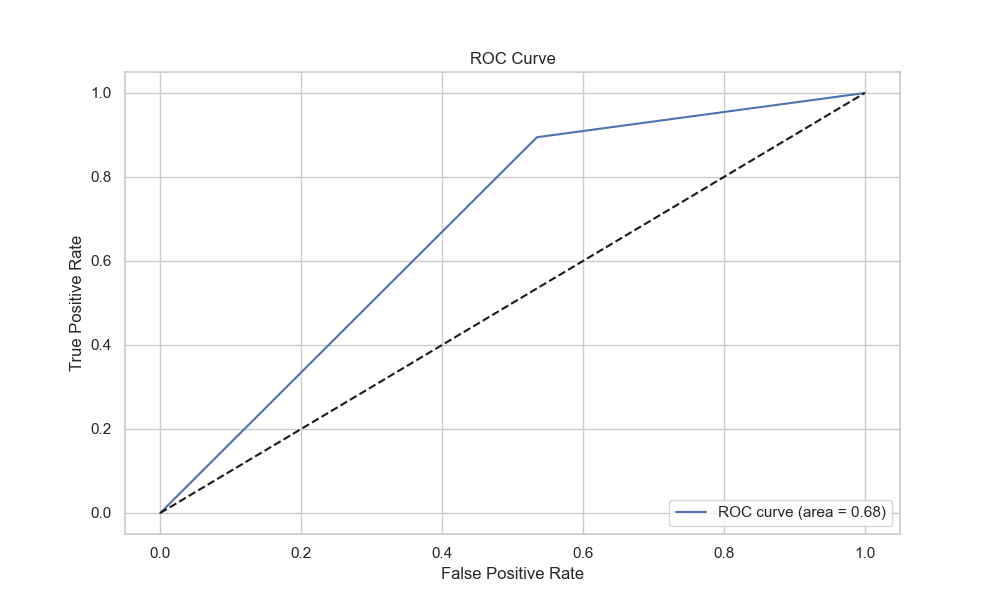 ROC Curve
1.0
0.8
0.6
0.4
0.2
0.0
True Positive Rate
ROC curve (area = 0.68)
0.0 0.2 0.4 0.6 0.8 1.0
False Positive Rate